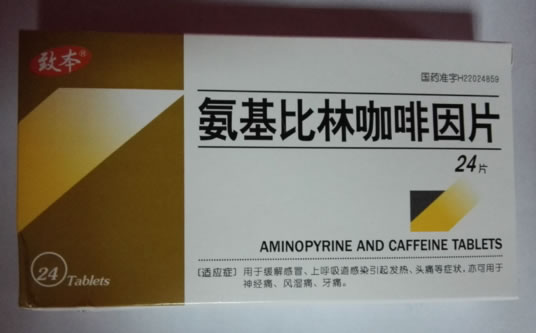 致本®
国药准字H22024859
氨基比林咖啡因片
24片
AMINOPYRINE AND CAFFEINE TABLETS
24 Tablets
[适应症] 用于缓解感冒、上呼吸道感染引起发热、头痛等症状,亦可用于
神经痛、风湿痛、牙痛。